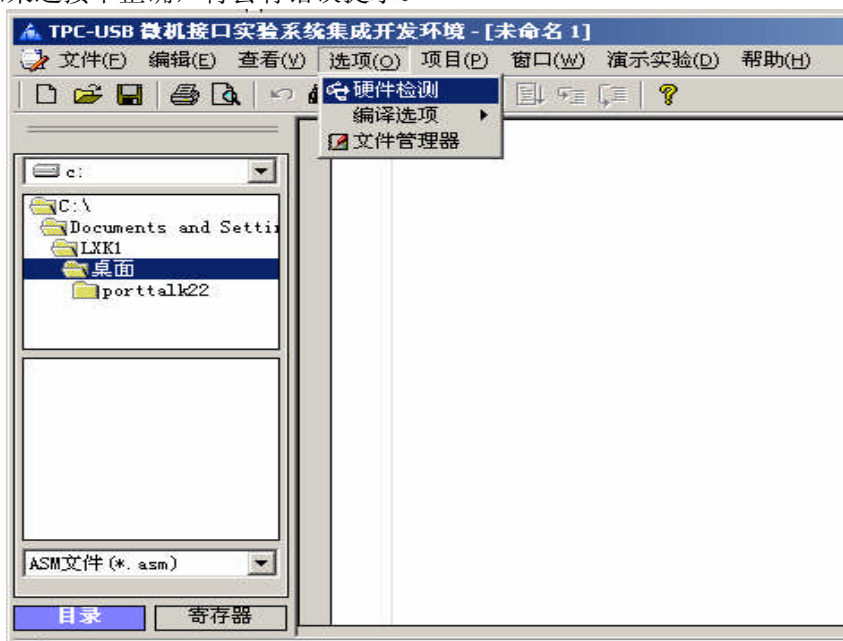 TPC-USB 微机接口实验系统集成开发环境 - [未命名 1]
文件(F) 编辑(E) 查看(V) 选项(O) 项目(P) 窗口(W) 演示实验(D) 帮助(H)
硬件检测
编译选项
文件管理器
c:
C:\
Documents and Setti
LXK1
桌面
porttalk22
ASM文件(*.asm)
目录 寄存器